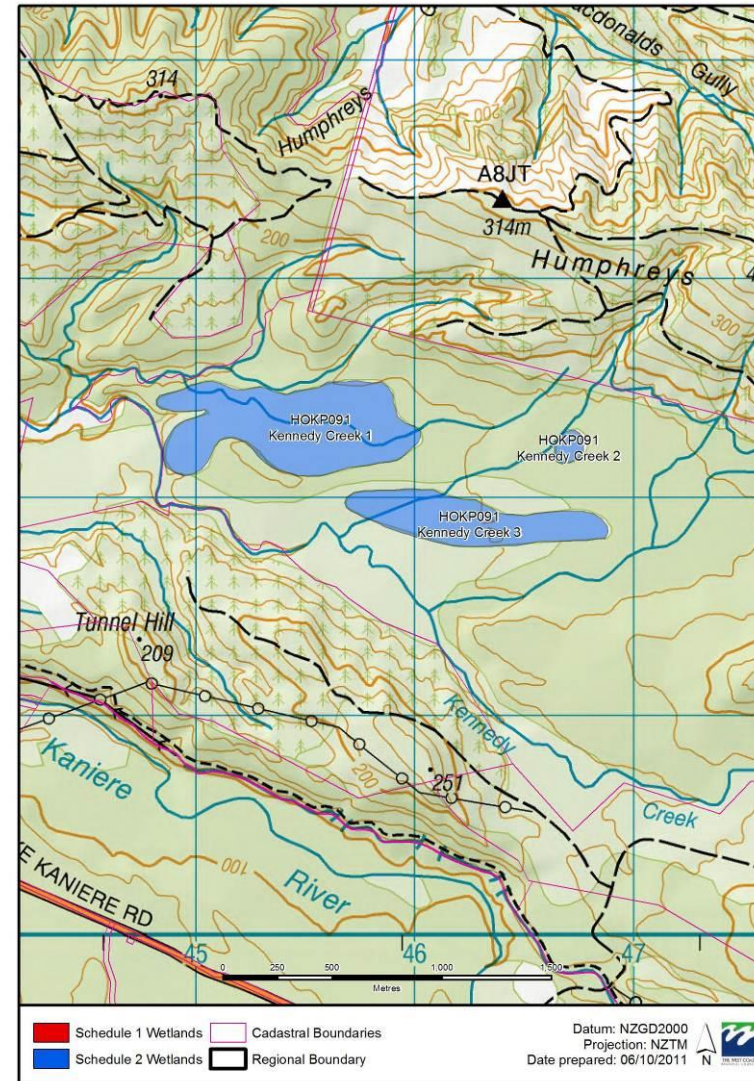 acdonalds
Gully
314
Humphreys
200
A8JT
314m
Humphreys
200
4
300
HOKP091
Kennedy Creek 1
HOKP091
Kennedy Creek 2
HOKP091
Kennedy Creek 3
Tunnel Hill
209
Kennedy
Kaniere
200
251
Creek
KE KANIERE RD
100
River
45
46
47
0 250 500 1,000 1,500
Metres
Schedule 1 Wetlands
Cadastral Boundaries
Schedule 2 Wetlands
Regional Boundary
Datum: NZGD2000
Projection: NZTM
Date prepared: 06/10/2011
N